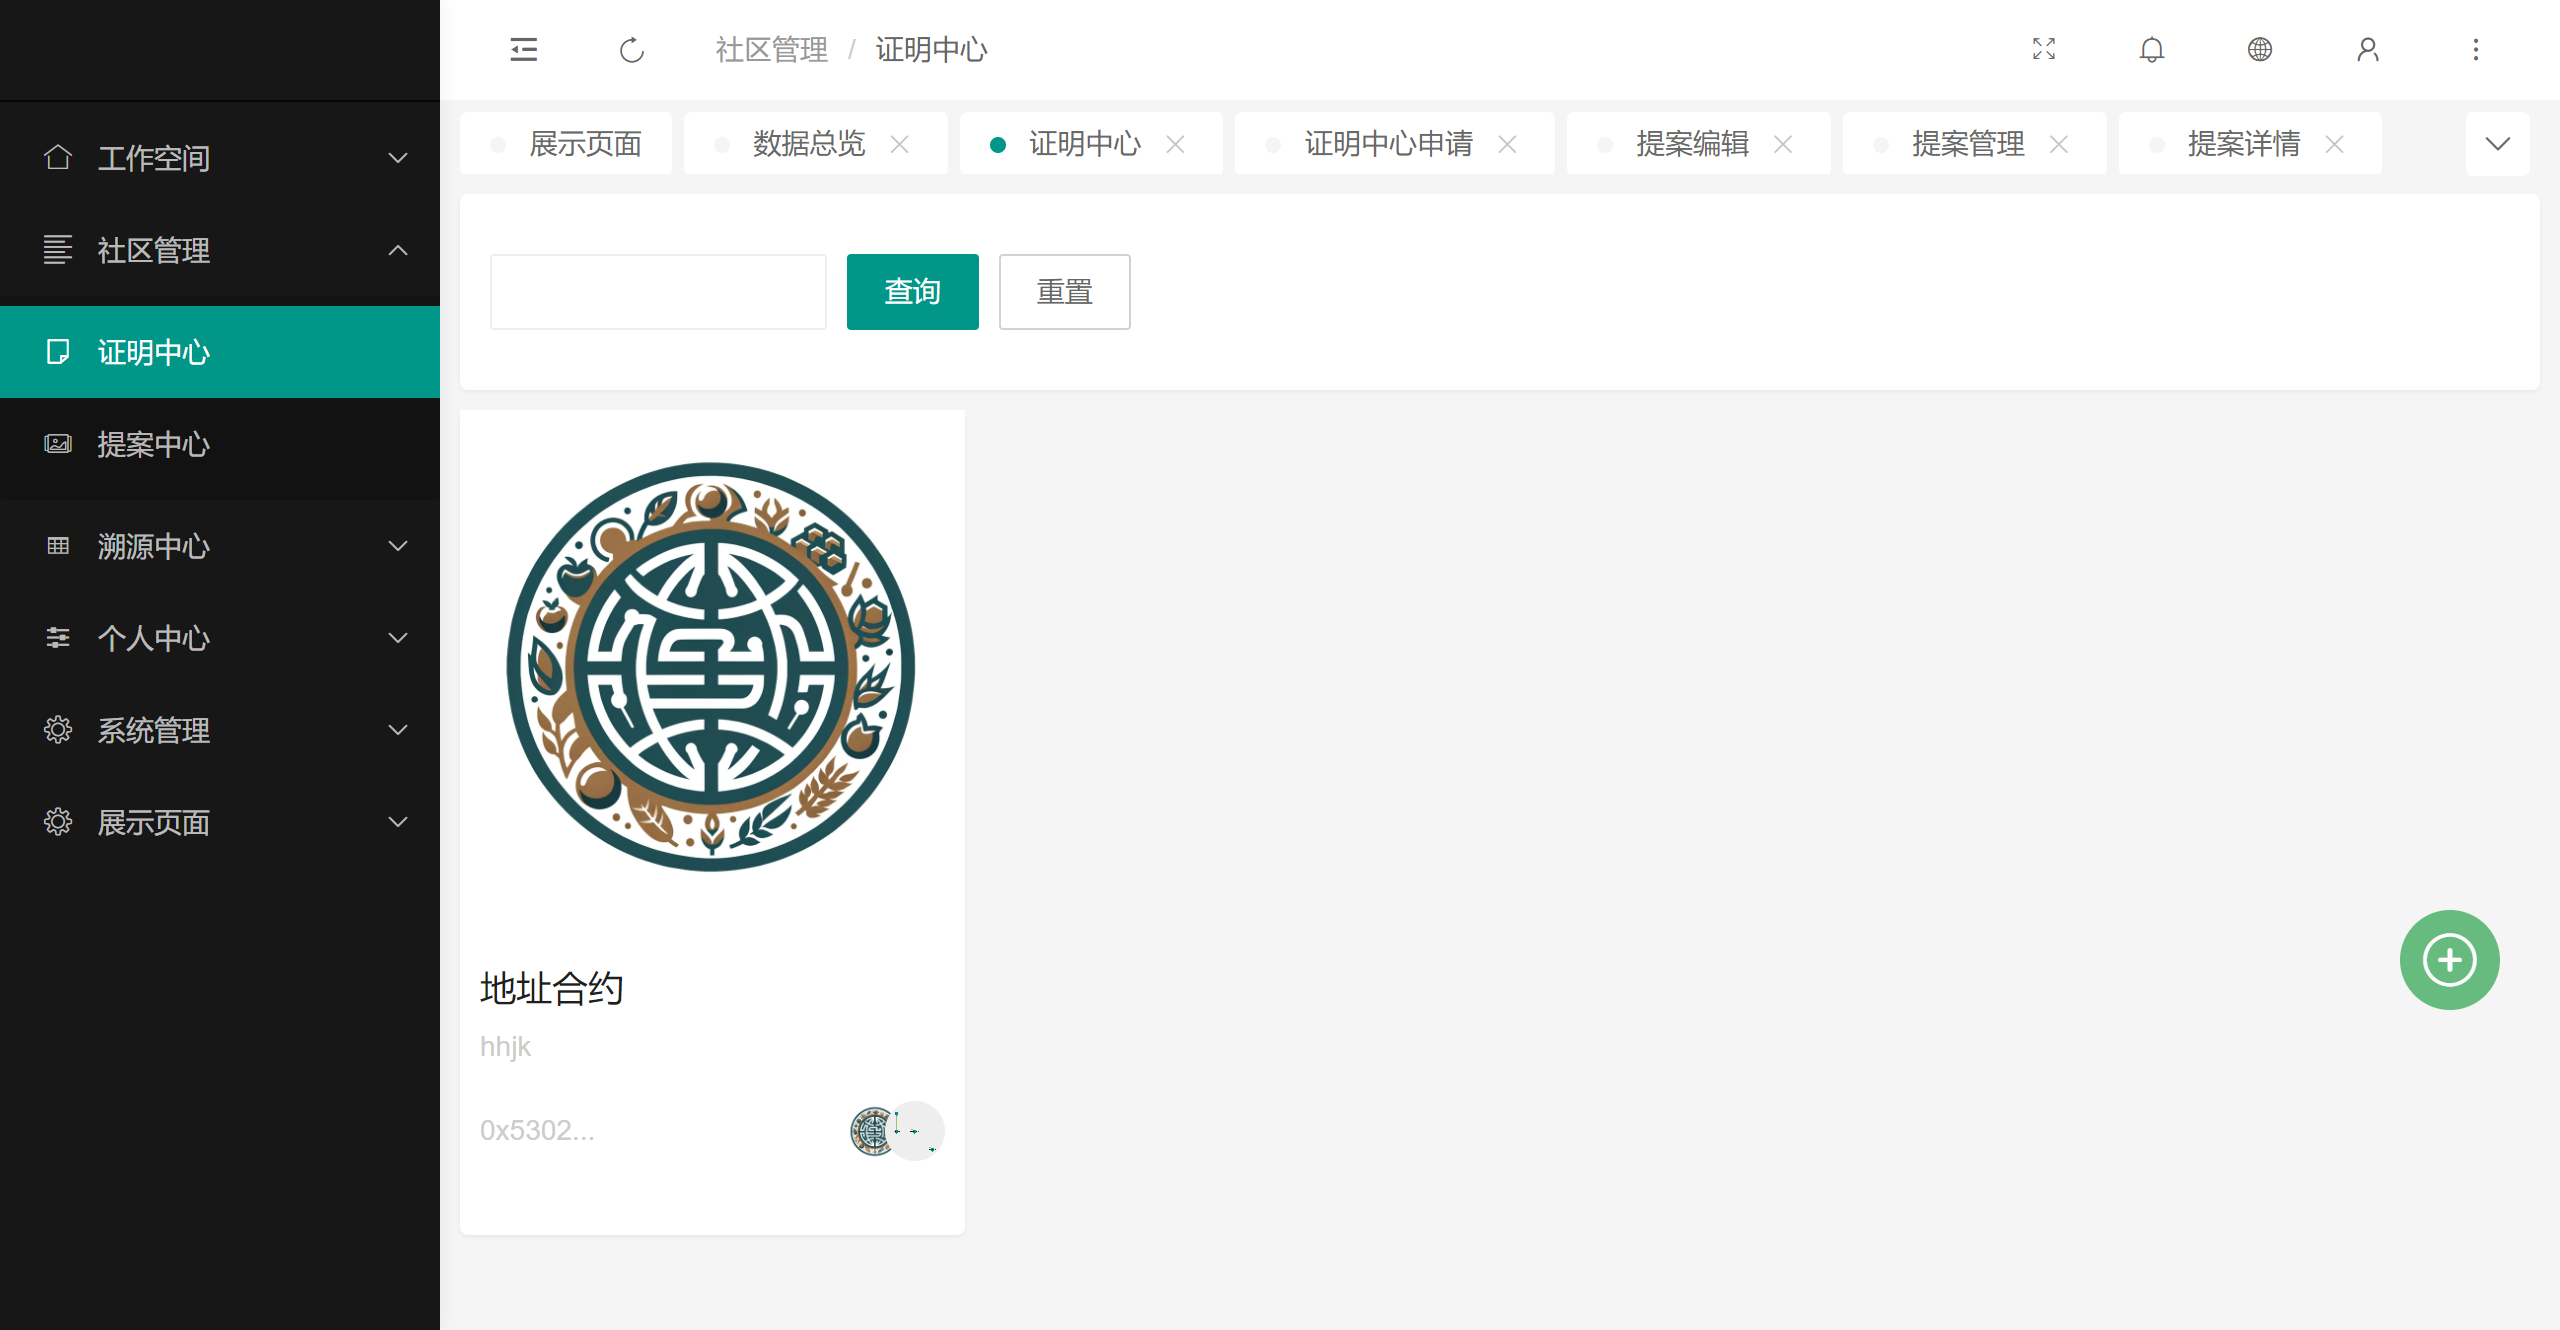 社区管理 / 证明中心
工作空间
社区管理
证明中心
提案中心
溯源中心
个人中心
系统管理
展示页面
展示页面
数据总览
证明中心
证明中心申请
提案编辑
提案管理
提案详情
查询
重置
地址合约
hhjk
0x5302...